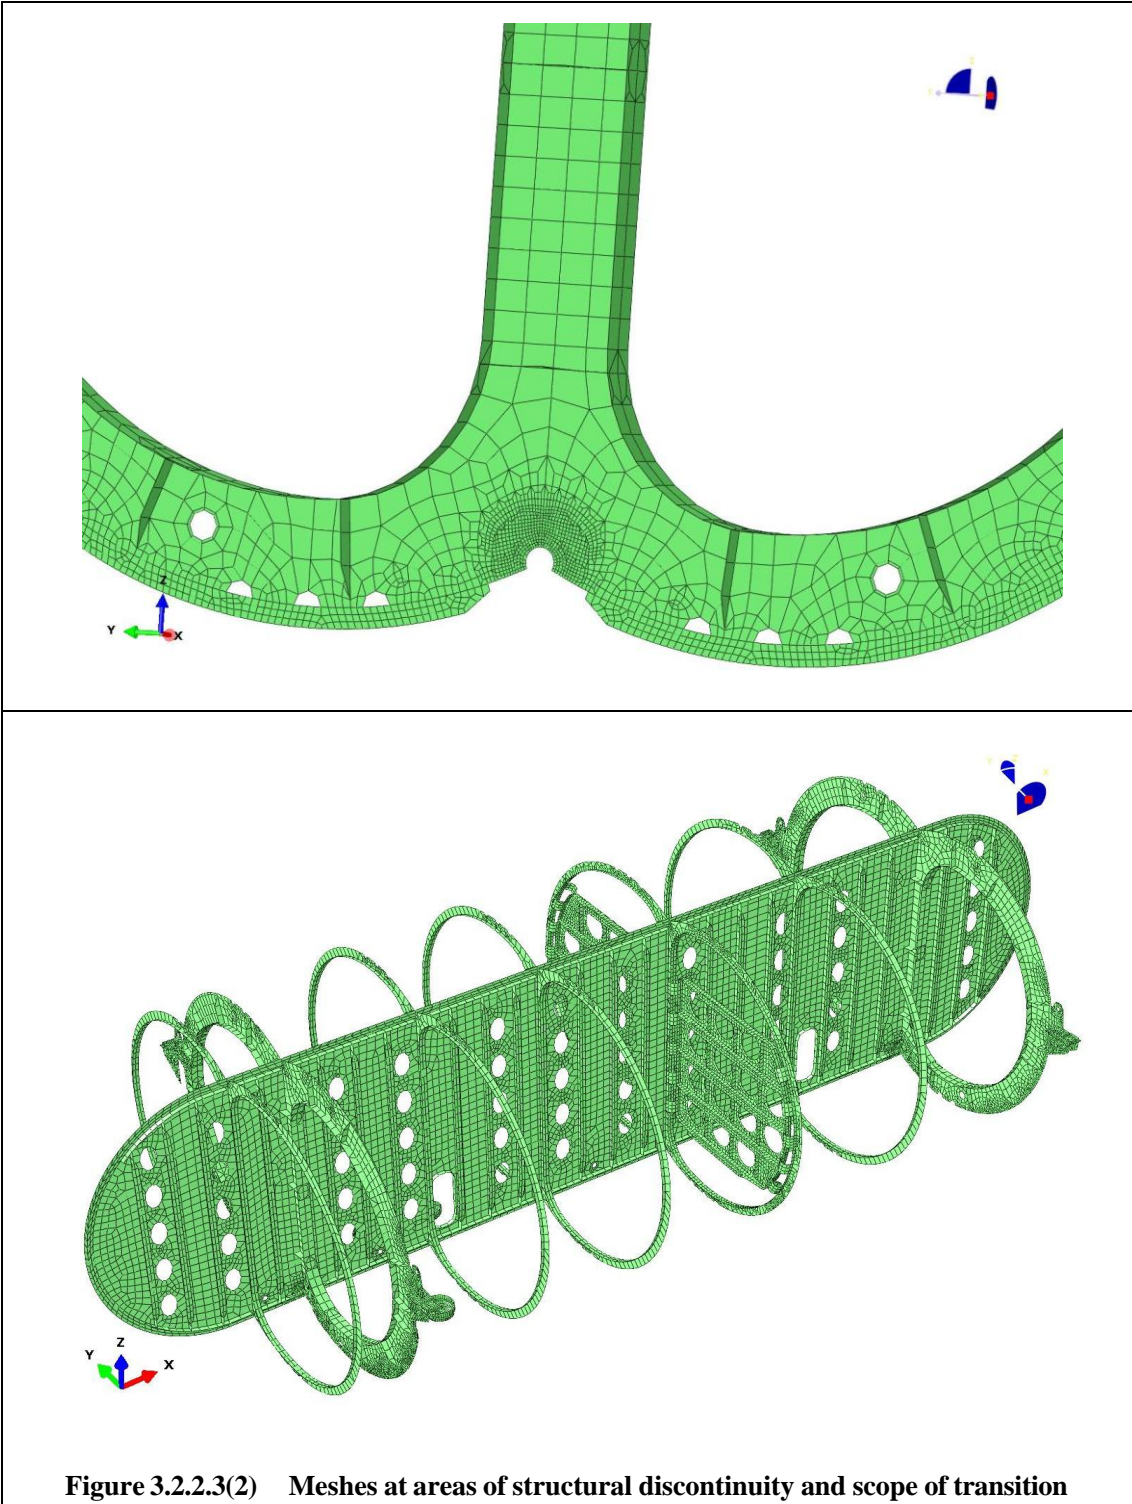 Z
Y
X
Z
Y
X
Figure 3.2.2.3(2) Meshes at areas of structural discontinuity and scope of transition